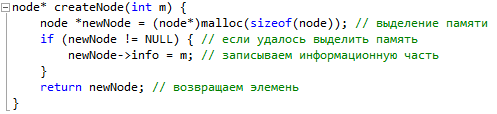 node* createNode(int m) {
node *newNode = (node*)malloc(sizeof(node)); // выделение памяти
if (newNode != NULL) { // если удалось выделить память
newNode->info = m; // записываем информационную часть
}
return newNode; // возвращаем элемень
}